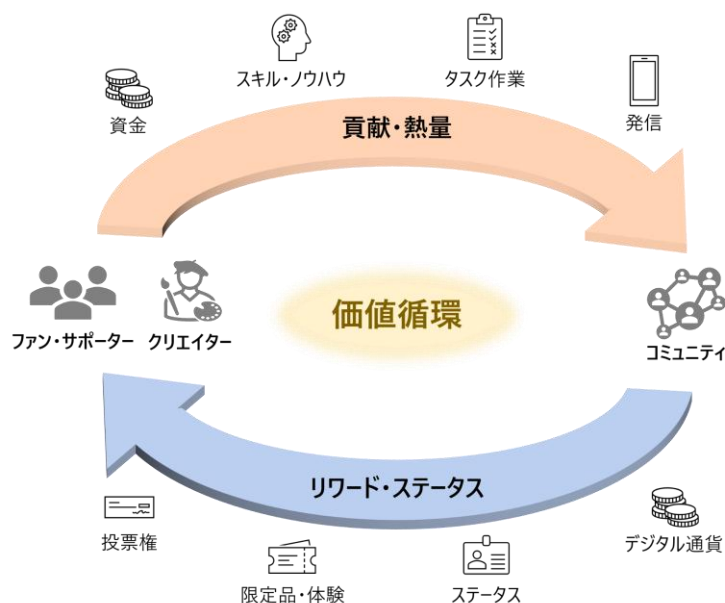 スキル・ノウハウ
タスク作業
資金
発信
貢献・熱量
価値循環
ファン・サポーター
クリエイター
コミュニティ
リワード・ステータス
投票権
デジタル通貨
限定品・体験
ステータス